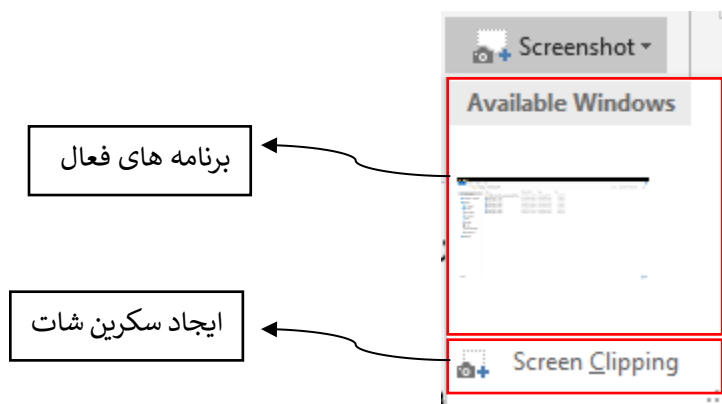 Screenshot
Available Windows
برنامه های فعال
ایجاد سکرین شات
Screen Clipping